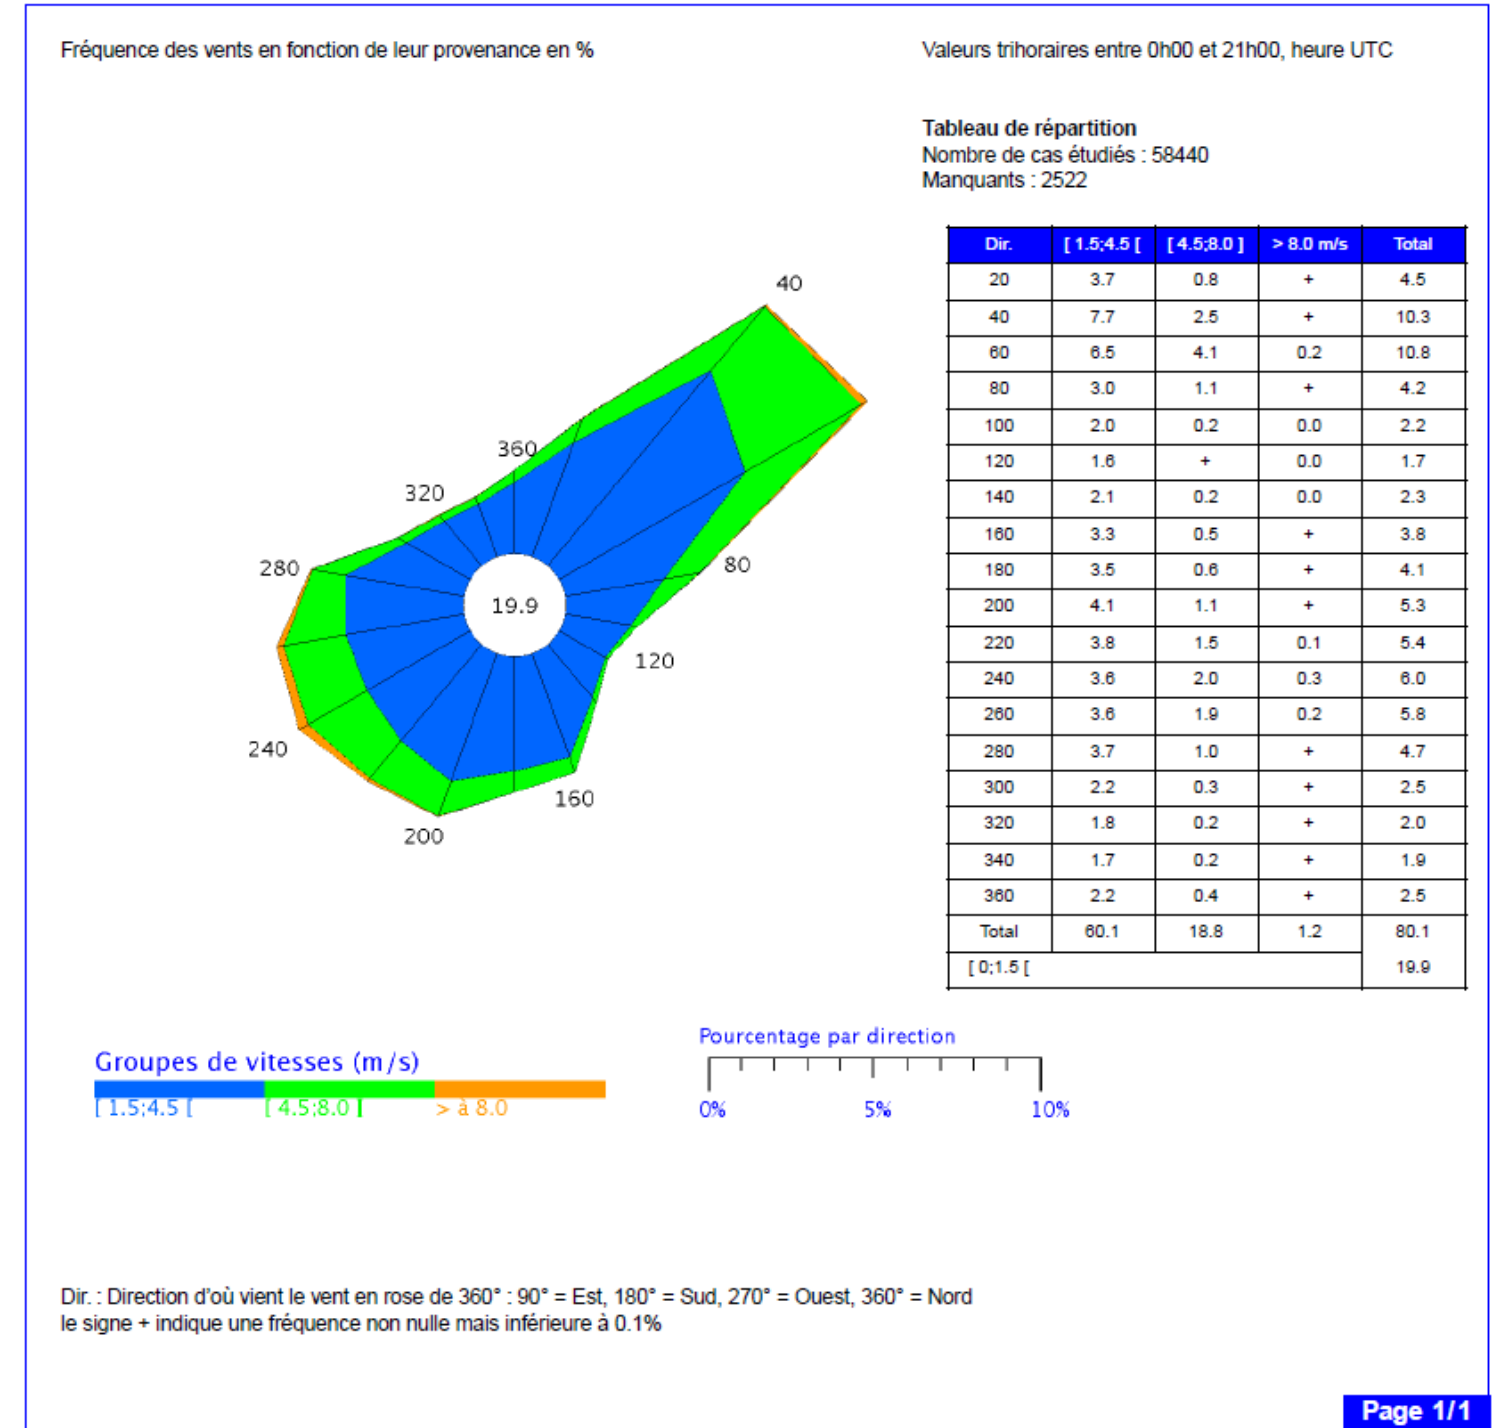 Fréquence des vents en fonction de leur provenance en %
Valeurs trihoraires entre 0h00 et 21h00, heure UTC
Tableau de répartition
Nombre de cas étudiés : 58440
Manquants : 2522
Dir. [ 1.5;4.5 [ [ 4.5;8.0 ] > 8.0 m/s Total
20 3.7 0.8 + 4.5
40 7.7 2.5 + 10.3
60 6.5 4.1 0.2 10.8
80 3.0 1.1 + 4.2
100 2.0 0.2 0.0 2.2
120 1.6 + 0.0 1.7
140 2.1 0.2 0.0 2.3
160 3.3 0.5 + 3.8
180 3.5 0.6 + 4.1
200 4.1 1.1 + 5.3
220 3.8 1.5 0.1 5.4
240 3.6 2.0 0.3 6.0
260 3.6 1.9 0.2 5.8
280 3.7 1.0 + 4.7
300 2.2 0.3 + 2.5
320 1.8 0.2 + 2.0
340 1.7 0.2 + 1.9
360 2.2 0.4 + 2.5
Total 60.1 18.8 1.2 80.1
[ 0;1.5 [ 19.9
40
360
320
280
80
19.9
120
240
160
200
Groupes de vitesses (m/s)
[ 1.5;4.5 [ [ 4.5;8.0 ] > à 8.0
Pourcentage par direction
0% 5% 10%
Dir. : Direction d'où vient le vent en rose de 360° : 90° = Est, 180° = Sud, 270° = Ouest, 360° = Nord
le signe + indique une fréquence non nulle mais inférieure à 0.1%
Page 1/1